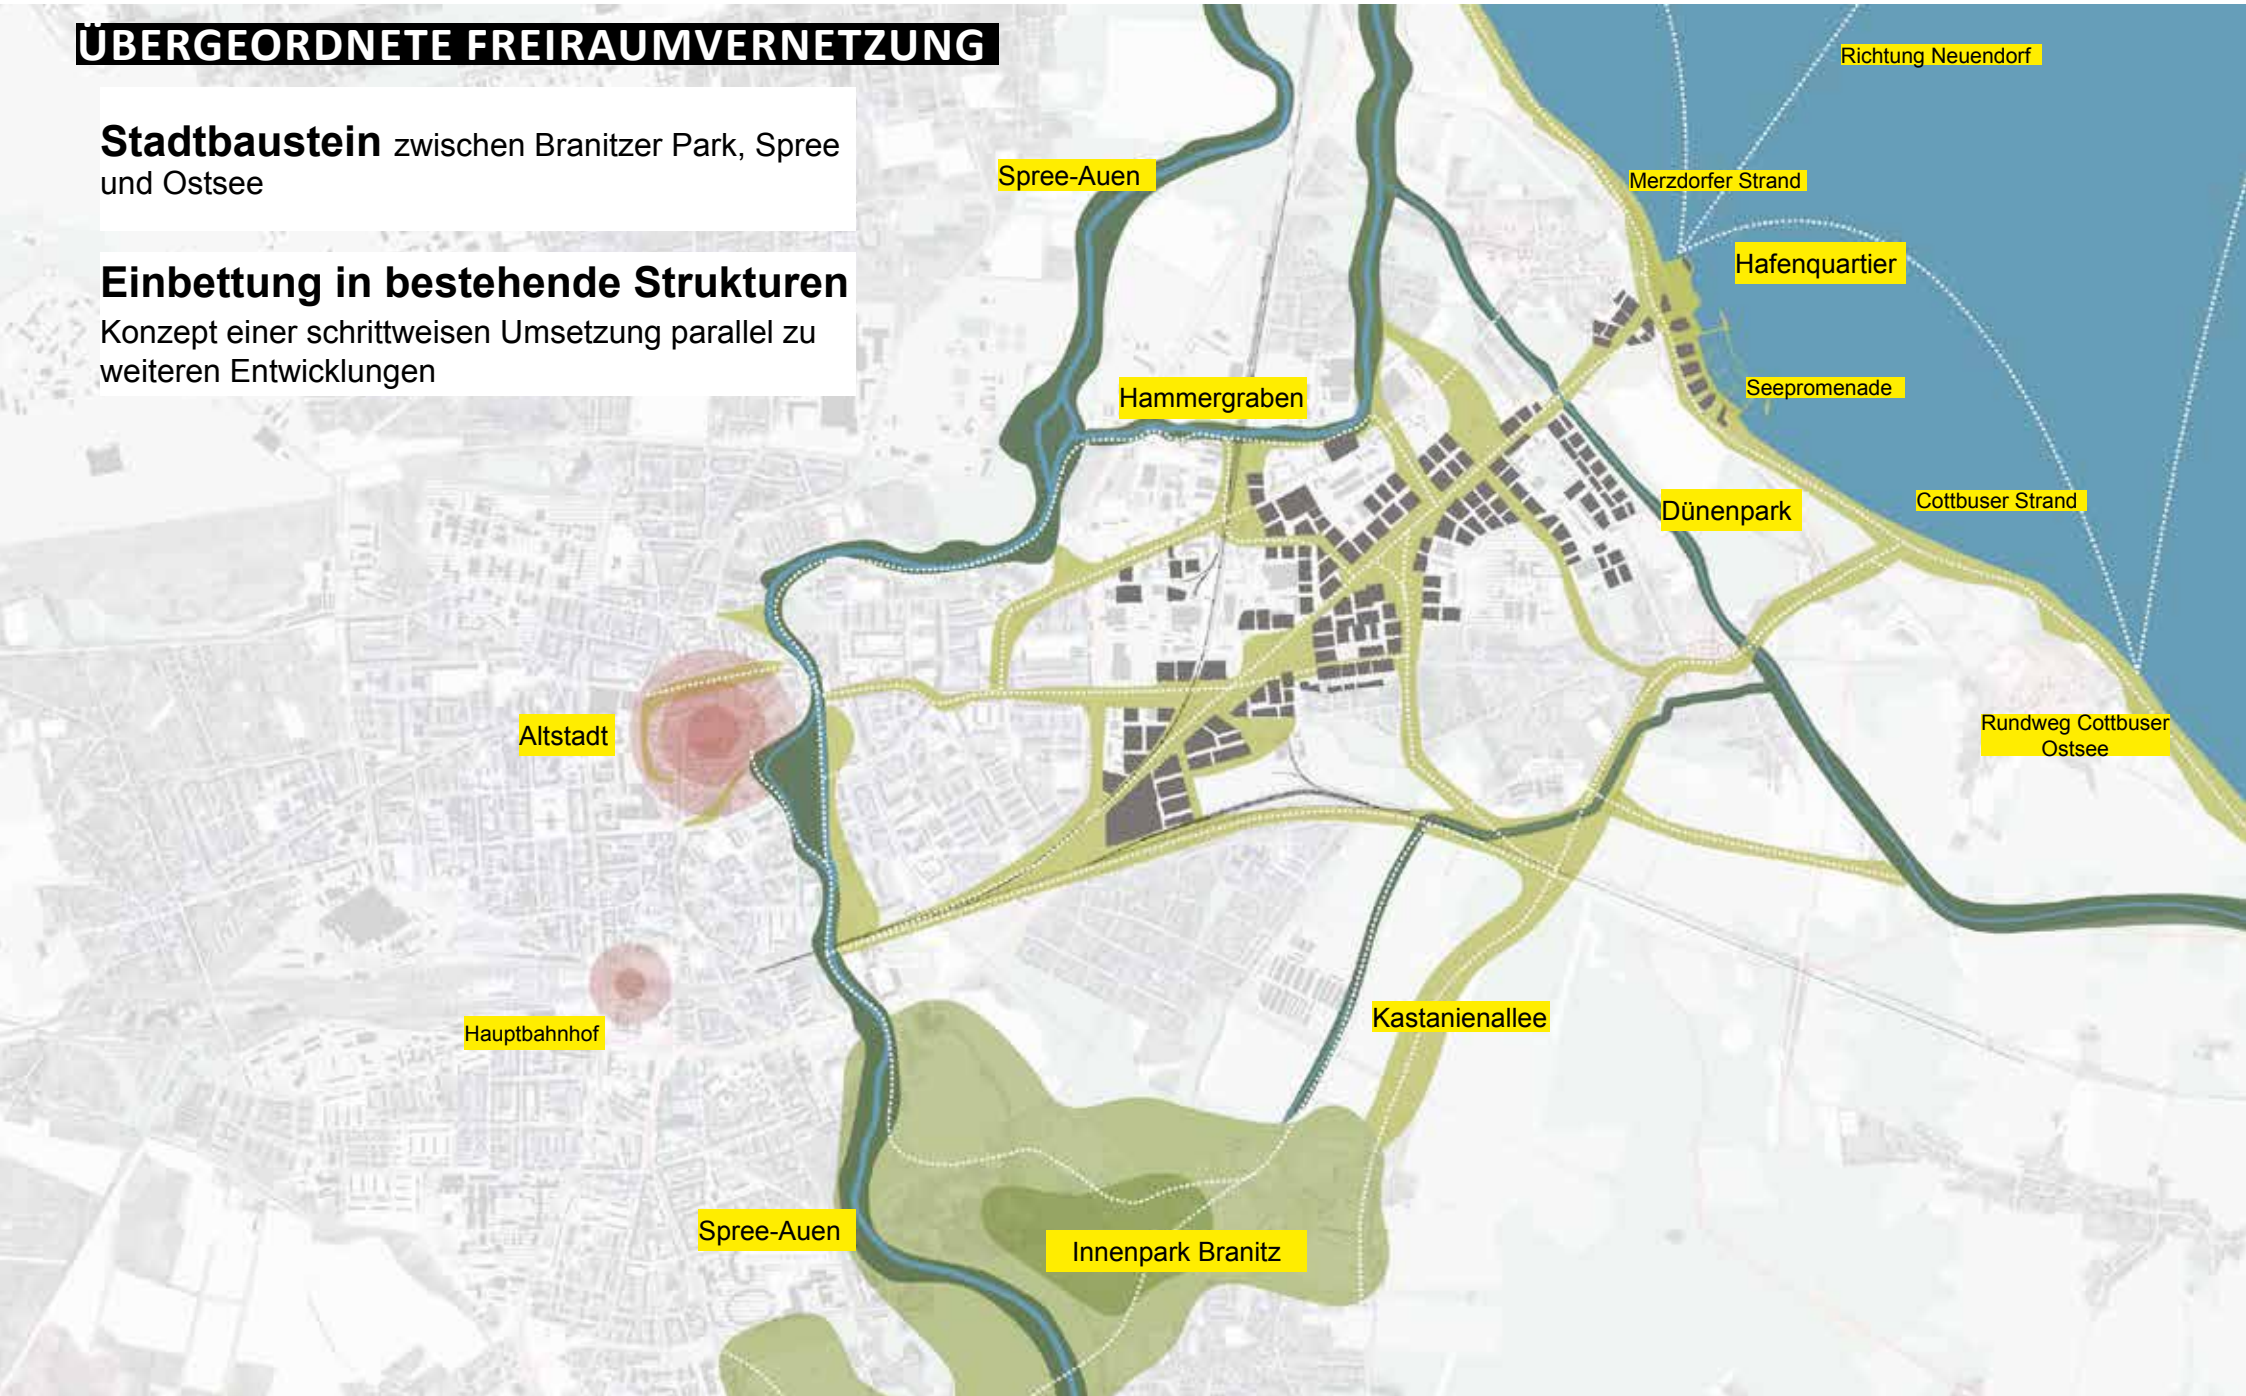 ÜBERGEORDNETE FREIRAUMVERNETZUNG
Stadtbaustein zwischen Branitzer Park, Spree
und Ostsee
Einbettung in bestehende Strukturen
Konzept einer schrittweisen Umsetzung parallel zu
weiteren Entwicklungen
Richtung Neuendorf
Spree-Auen
Merzdorfer Strand
Hafenquartier
Seepromenade
Hammergraben
Cottbuser Strand
Dünenpark
Altstadt
Rundweg Cottbuser
Ostsee
Kastanienallee
Hauptbahnhof
Spree-Auen
Innenpark Branitz